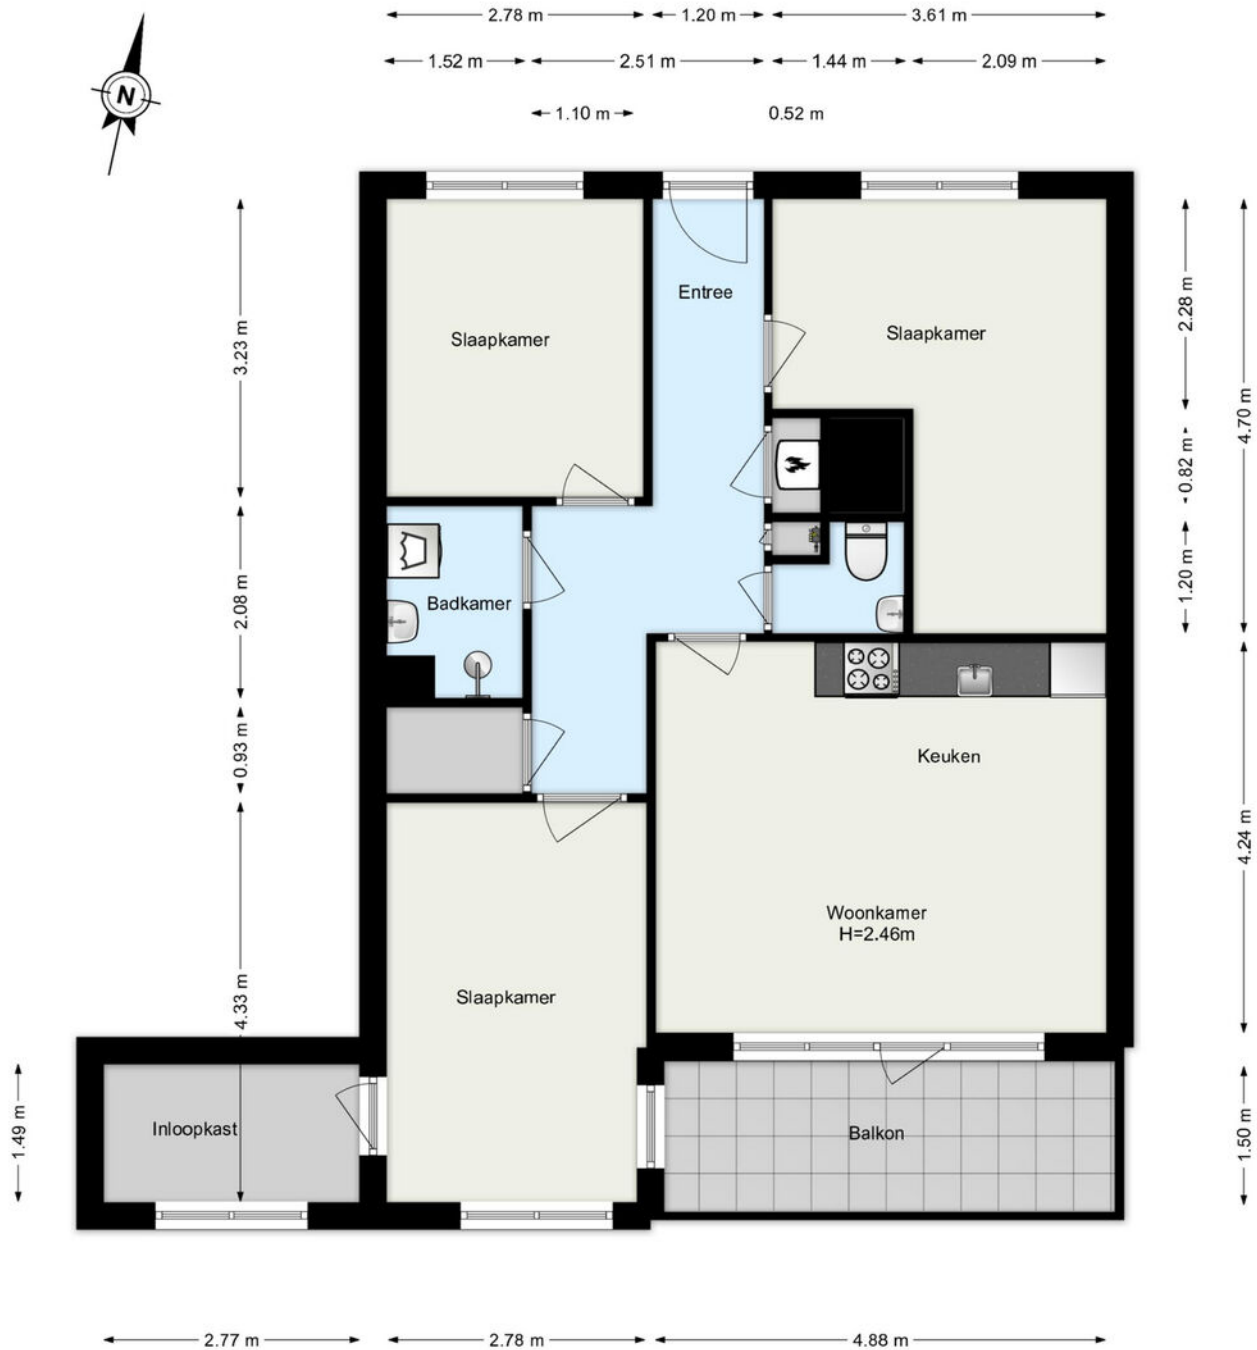 2.78 m
1.20 m
3.61 m
1.52 m
2.51 m
1.44 m
2.09 m
1.10 m
0.52 m
N
Entree
Slaapkamer
Slaapkamer
3.23 m
2.28 m
4.70 m
0.82 m
Badkamer
2.08 m
1.20 m
0.93 m
Keuken
4.24 m
Woonkamer
H=2.46m
Slaapkamer
4.33 m
Inloopkast
Balkon
1.49 m
1.50 m
2.77 m
2.78 m
4.88 m